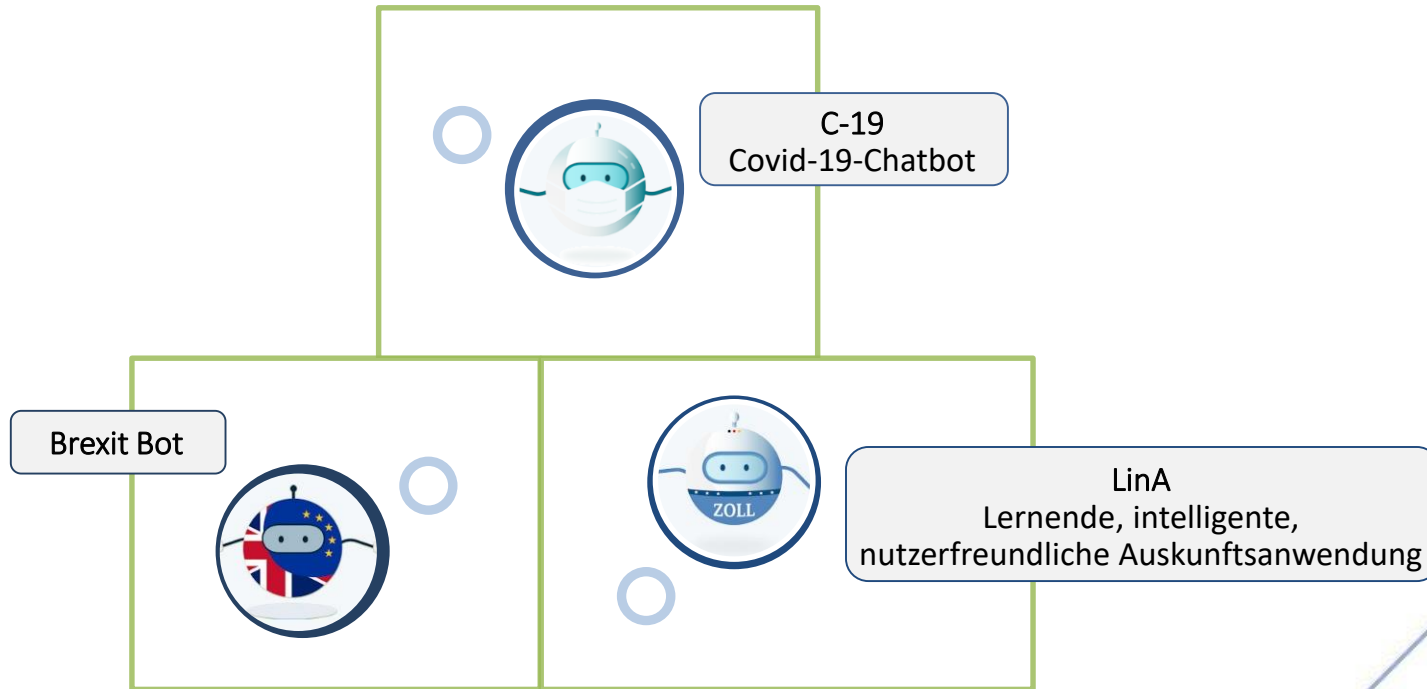 C-19
Covid-19-Chatbot
Brexit Bot
ZOLL
LinA
Lernende, intelligente,
nutzerfreundliche Auskunftsanwendung